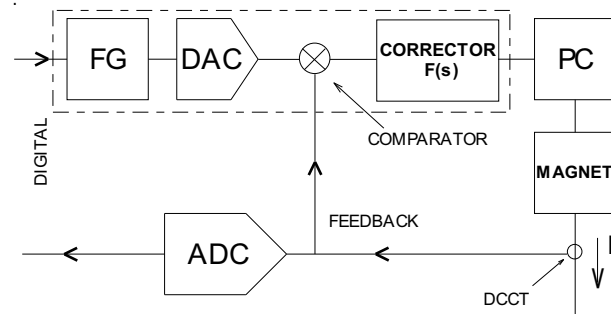 FG
DAC
CORRECTOR
F(s)
PC
COMPARATOR
DIGITAL
MAGNET
FEEDBACK
ADC
I
DCCT